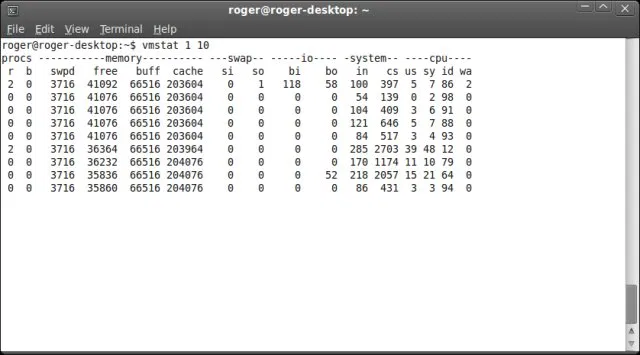 roger@roger-desktop: ~
File Edit View Terminal Help
roger@roger-desktop:~$ vmstat 1 10
procs -----------memory---------- ---swap-- -----io---- -system-- ----cpu----
 r  b   swpd   free   buff  cache   si   so    bi    bo   in   cs us sy id wa
 2  0   3716  41092  66516 203604    0    1   118    58  100  397  5  7 86  2
 0  0   3716  41076  66516 203604    0    0     0     0   54  139  0  2 98  0
 0  0   3716  41076  66516 203604    0    0     0     0  104  409  3  6 91  0
 0  0   3716  41076  66516 203604    0    0     0     0  121  646  5  7 88  0
 0  0   3716  41076  66516 203604    0    0     0     0   84  517  3  4 93  0
 2  0   3716  36364  66516 203964    0    0     0     0  285 2703 39 48 12  0
 0  0   3716  36232  66516 204076    0    0     0     0  170 1174 11 10 79  0
 0  0   3716  35836  66516 204076    0    0     0    52  218 2057 15 21 64  0
 0  0   3716  35860  66516 204076    0    0     0     0   86  431  3  3 94  0